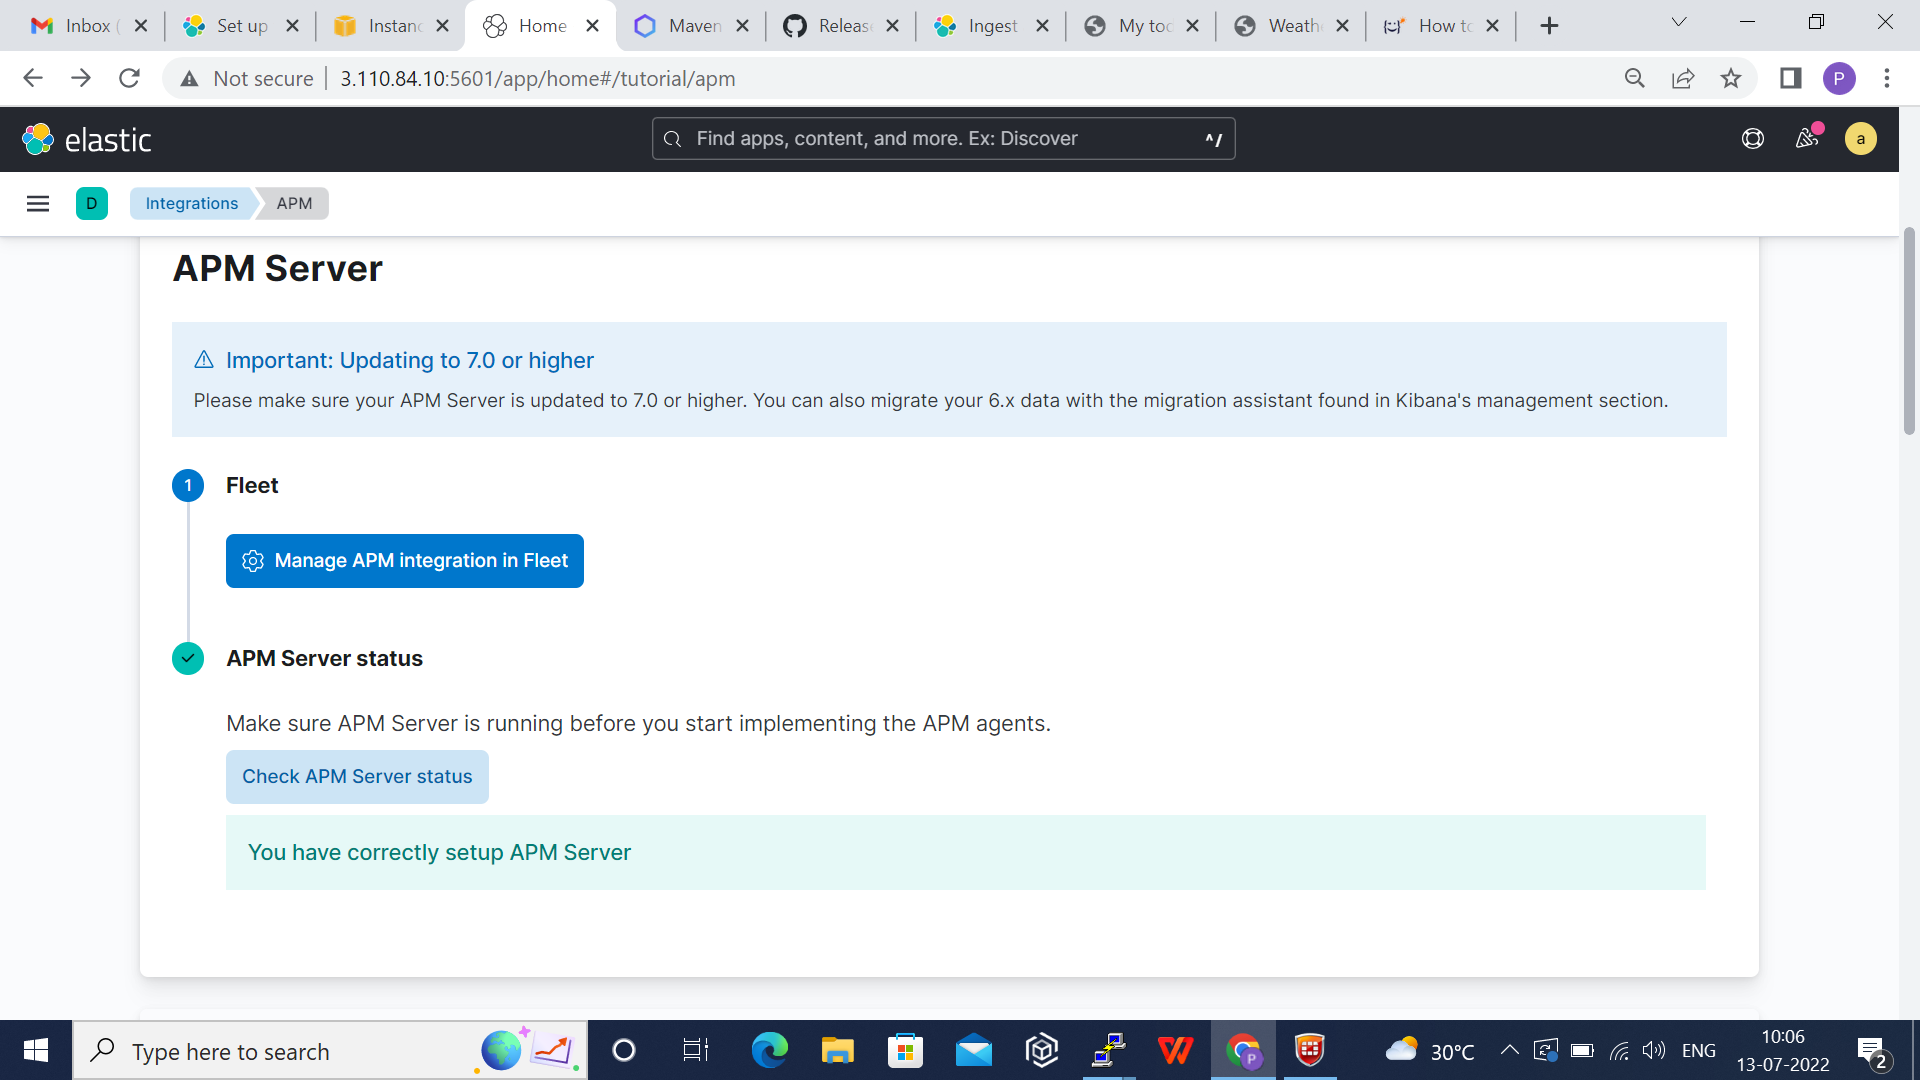 Inbox (
Set up
Instanc
Home
Maven
Release
Ingest
My tod
Weathe
How to
Not secure
3.110.84.10:5601/app/home#/tutorial/apm
P
elastic
Find apps, content, and more. Ex: Discover
^/
a
D
Integrations
APM
APM Server
Important: Updating to 7.0 or higher
Please make sure your APM Server is updated to 7.0 or higher. You can also migrate your 6.x data with the migration assistant found in Kibana's management section.
1
Fleet
Manage APM integration in Fleet
APM Server status
Make sure APM Server is running before you start implementing the APM agents.
Check APM Server status
You have correctly setup APM Server
Type here to search
P
30°C
ENG
10:06
13-07-2022
2